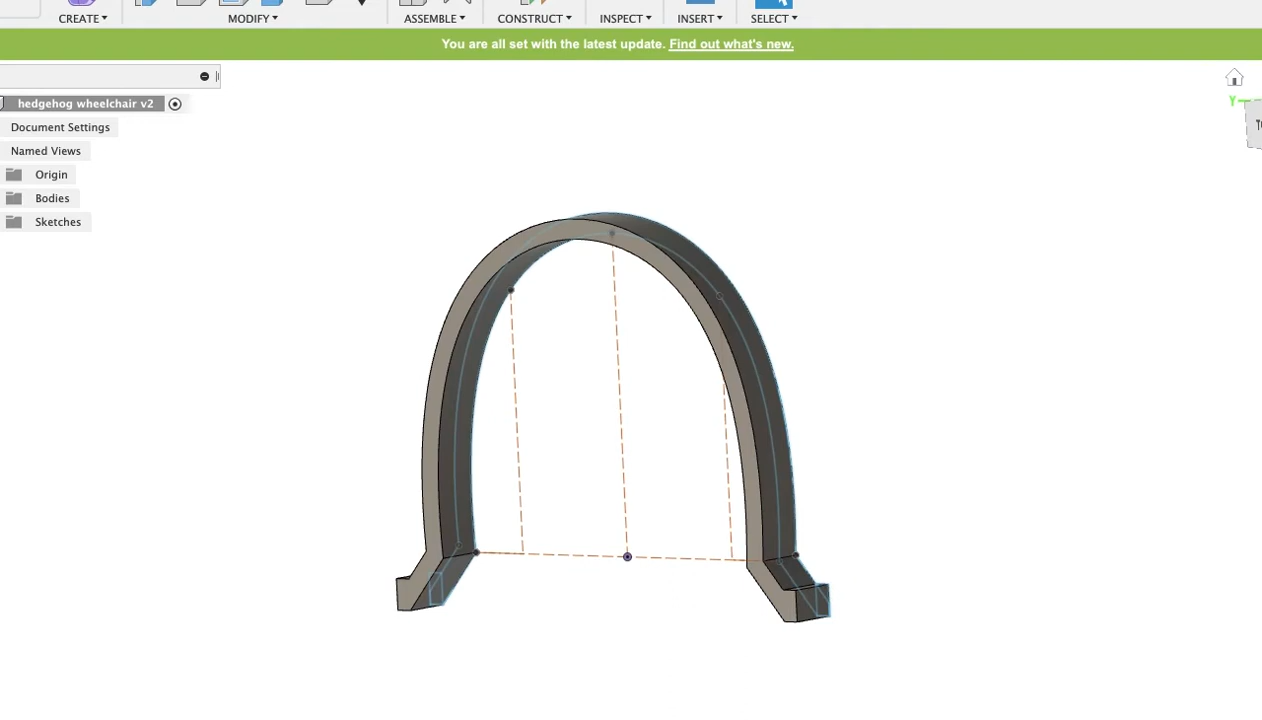 CREATE▾ MODIFY▾ ASSEMBLE▾ CONSTRUCT▾ INSPECT▾ INSERT▾ SELECT▾
You are all set with the latest update. Find out what's new.
hedgehog wheelchair v2
Document Settings
Named Views
Origin
Bodies
Sketches
Y